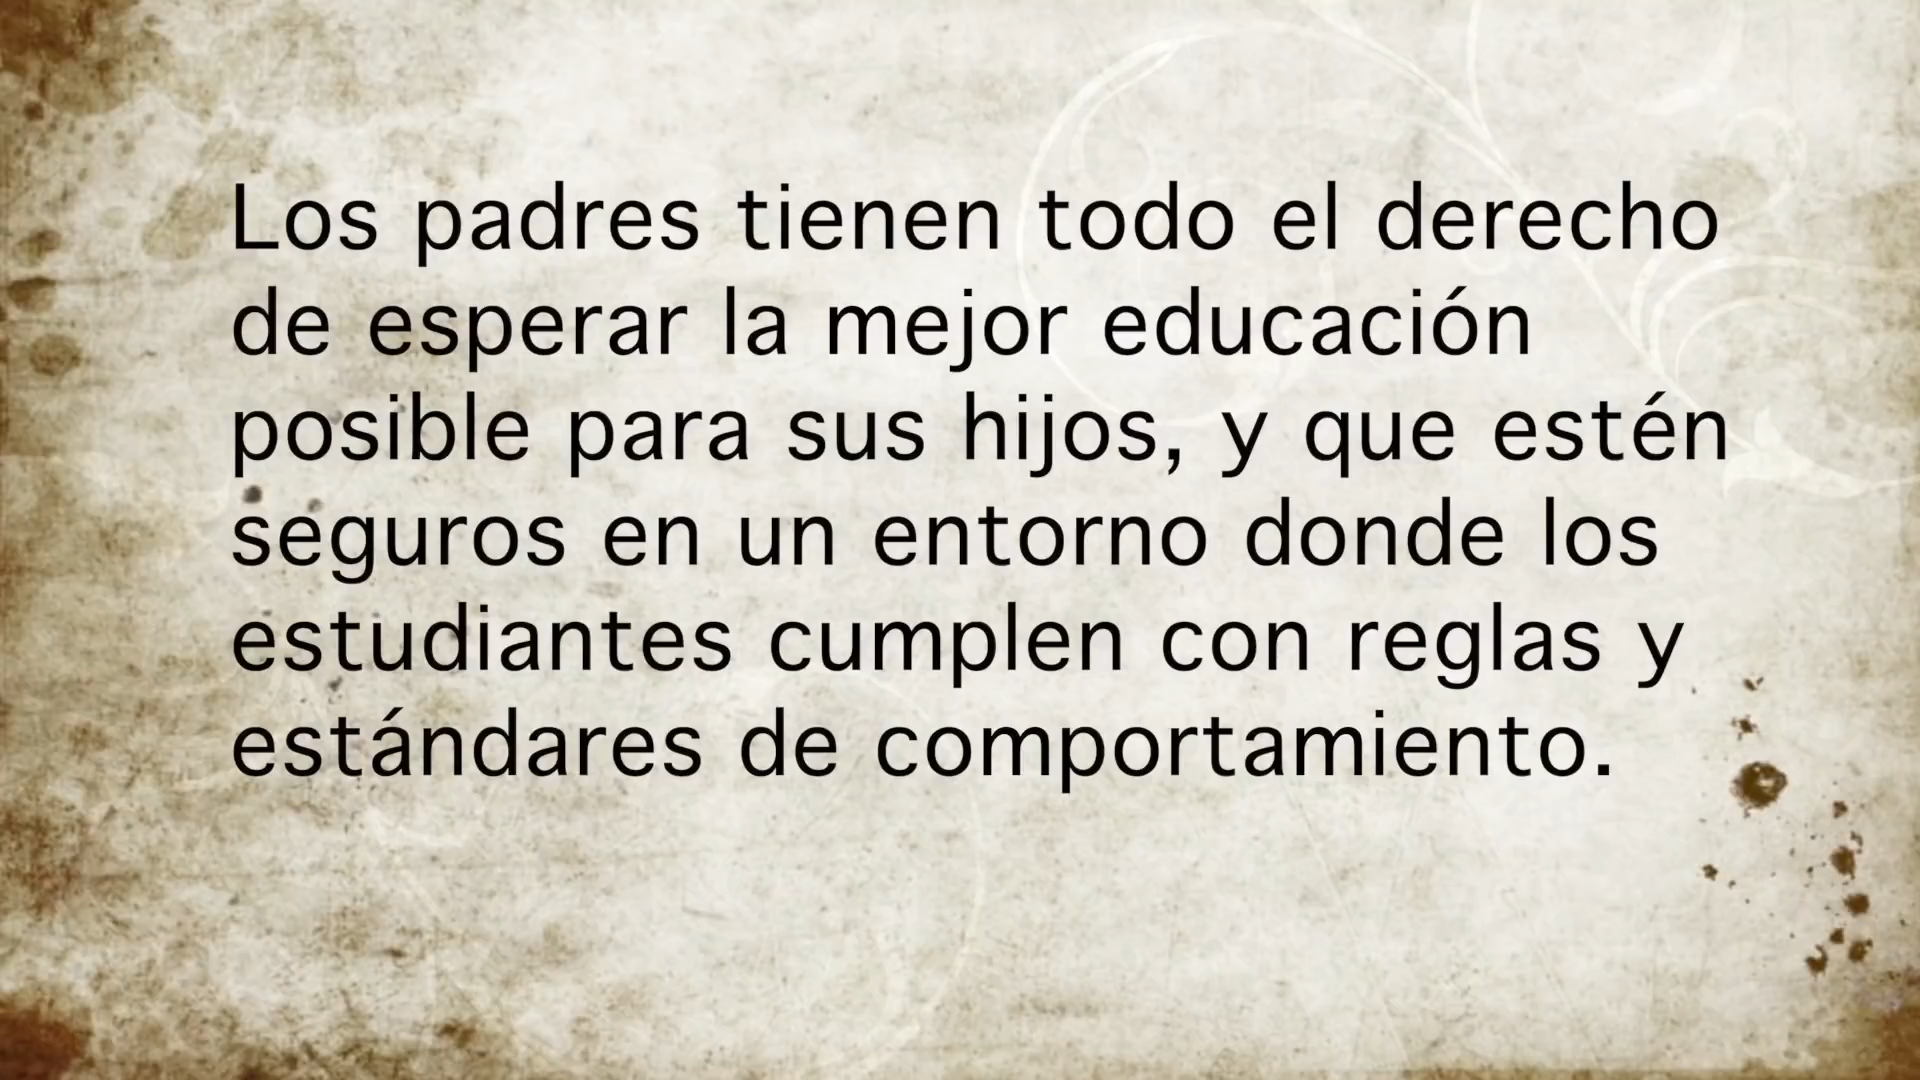 Los padres tienen todo el derecho
de esperar la mejor educación
posible para sus hijos, y que estén
seguros en un entorno donde los
estudiantes cumplen con reglas y
estándares de comportamiento.